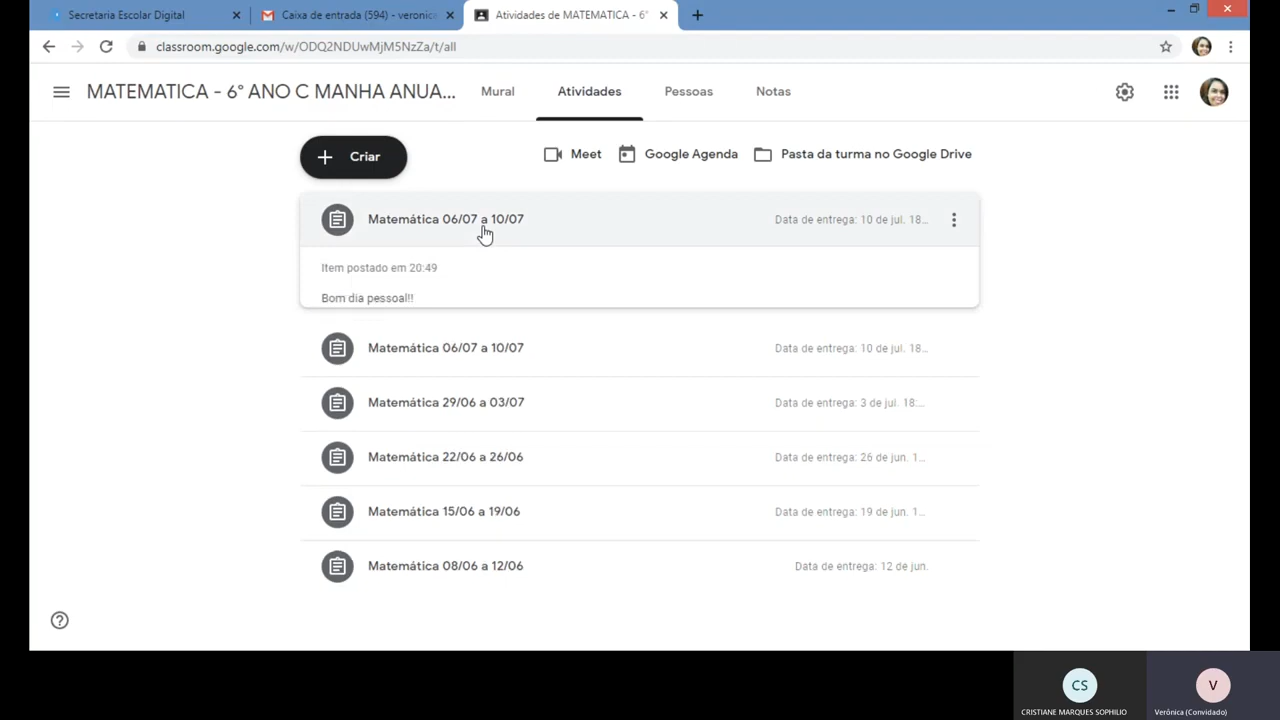 Secretaria Escolar Digital
Caixa de entrada (594) - veronica
Atividades de MATEMATICA - 6º
classroom.google.com/w/ODQ2NDUwMjM5NzZa/t/all
MATEMATICA - 6º ANO C MANHA ANUA...
Mural
Atividades
Pessoas
Notas
Criar
Meet
Google Agenda
Pasta da turma no Google Drive
Matemática 06/07 a 10/07
Data de entrega: 10 de jul. 18...
Item postado em 20:49
Bom dia pessoal!!
Matemática 06/07 a 10/07
Data de entrega: 10 de jul. 18...
Matemática 29/06 a 03/07
Data de entrega: 3 de jul. 18:...
Matemática 22/06 a 26/06
Data de entrega: 26 de jun. 1...
Matemática 15/06 a 19/06
Data de entrega: 19 de jun. 1...
Matemática 08/06 a 12/06
Data de entrega: 12 de jun.
CS
V
CRISTIANE MARQUES SOPHILIO
Verônica (Convidado)